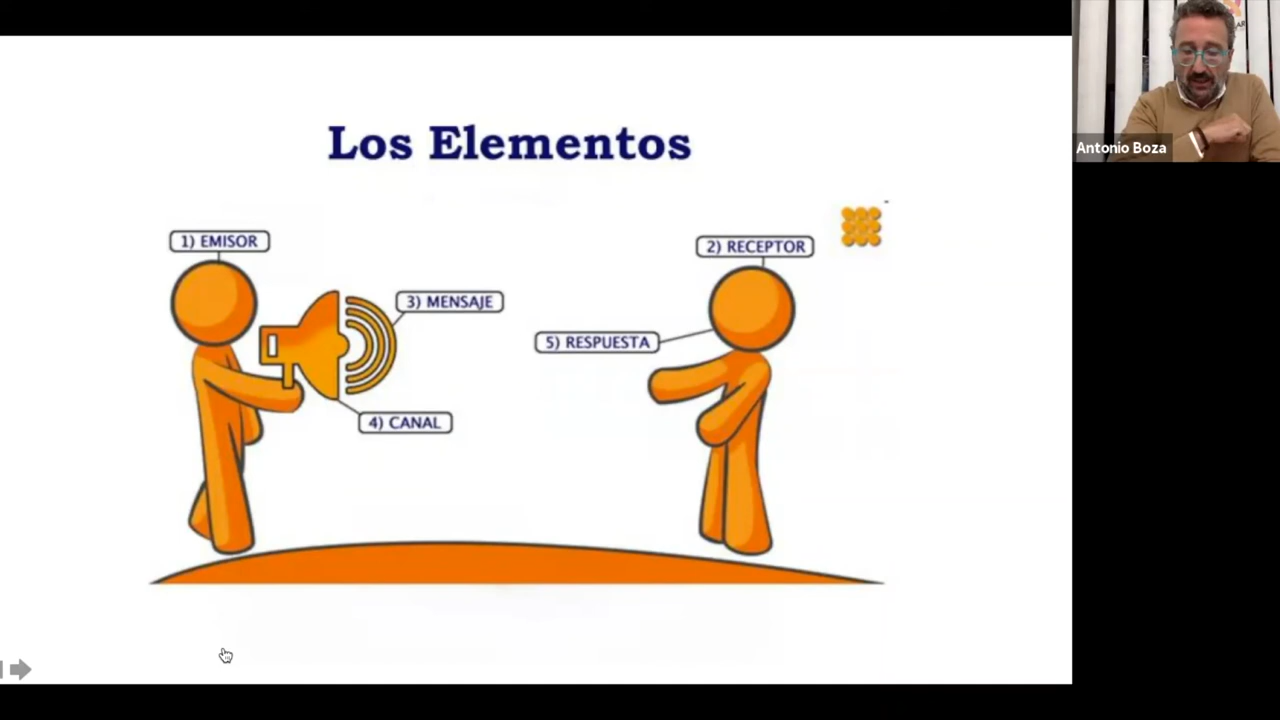 Los Elementos
1) EMISOR
2) RECEPTOR
3) MENSAJE
5) RESPUESTA
4) CANAL
Antonio Boza